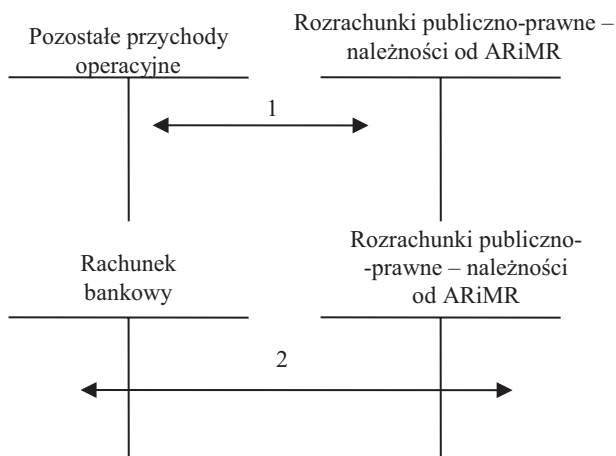 Pozostałe przychody
operacyjne
Rozrachunki publiczno-prawne –
należności od ARiMR
1
Rachunek
bankowy
Rozrachunki publiczno-
-prawne – należności
od ARiMR
2